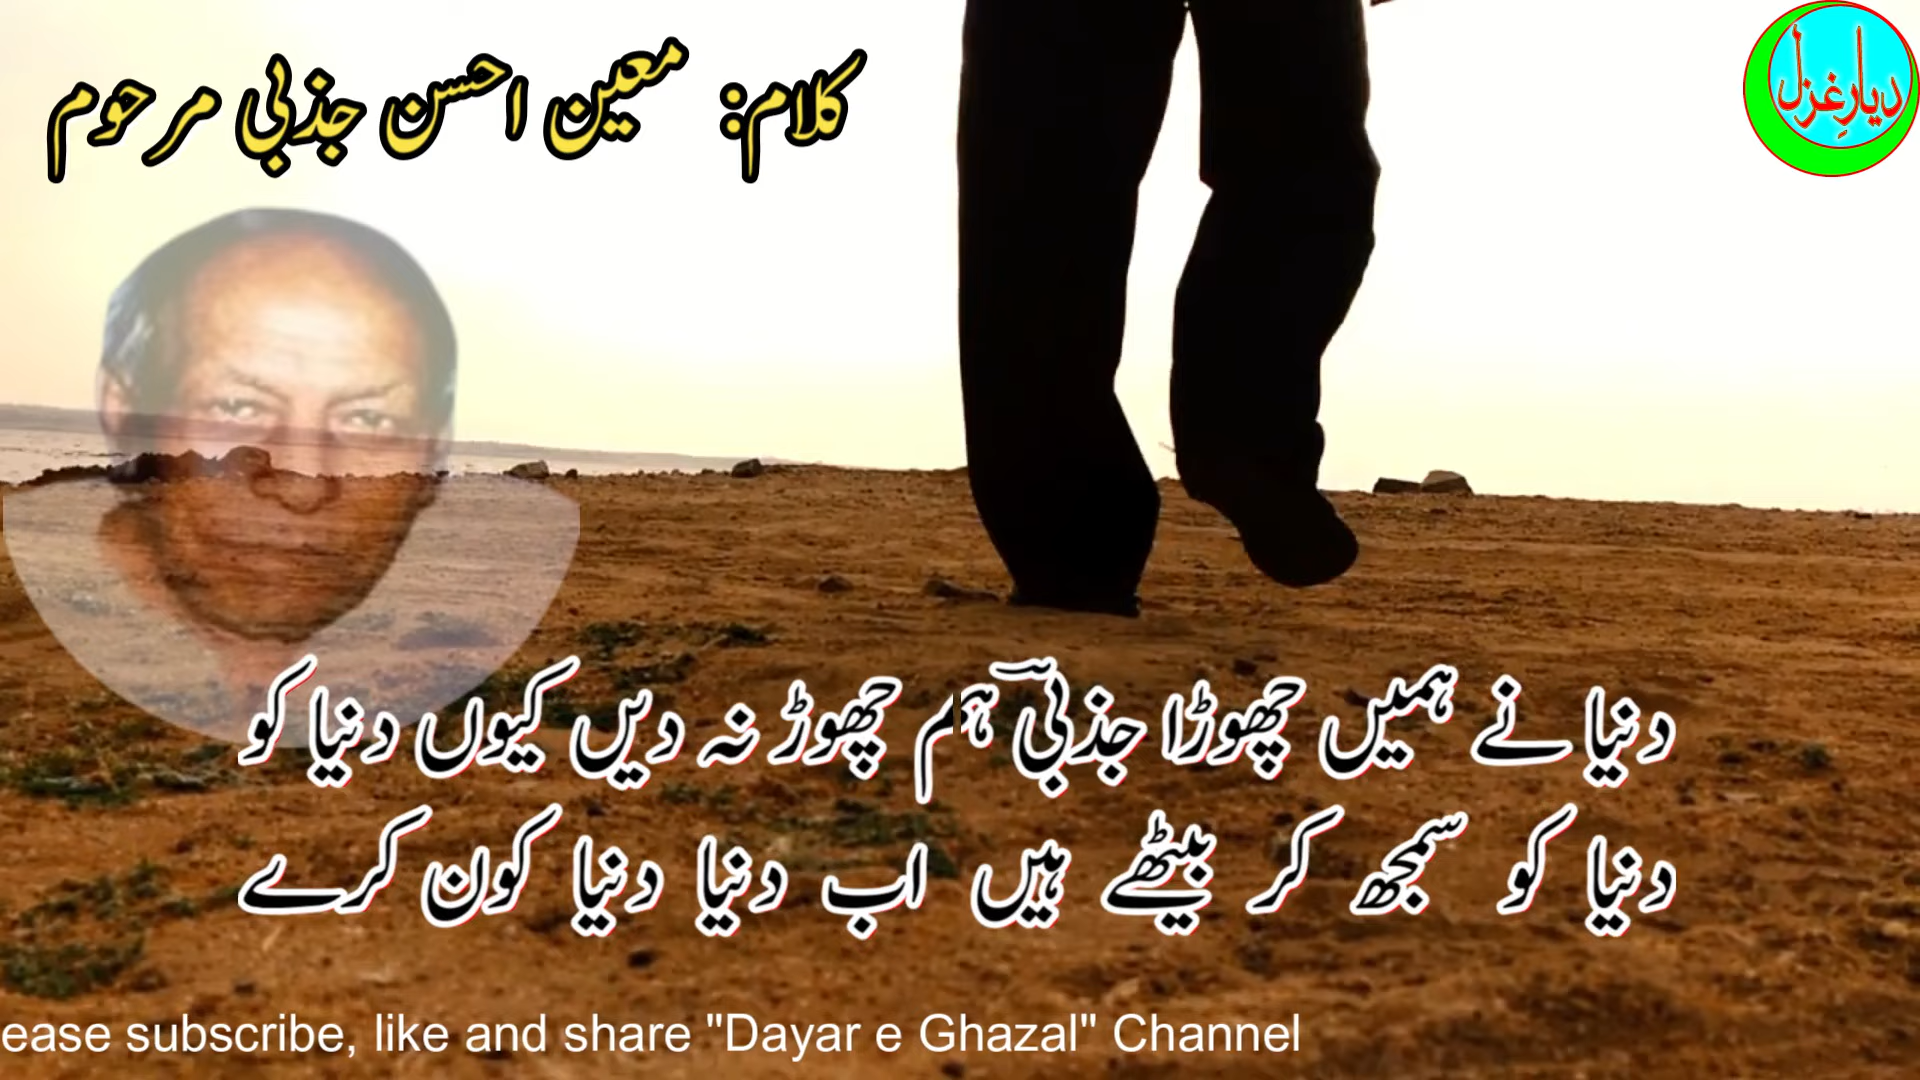 کلام: معین احسن جذبی مرحوم
دیارِغزل
دنیا نے ہمیں چھوڑا جذبیؔ ہم چھوڑ نہ دیں کیوں دنیا کو
دنیا کو سمجھ کر بیٹھے ہیں اب دنیا دنیا کون کرے
ease subscribe, like and share "Dayar e Ghazal" Channel